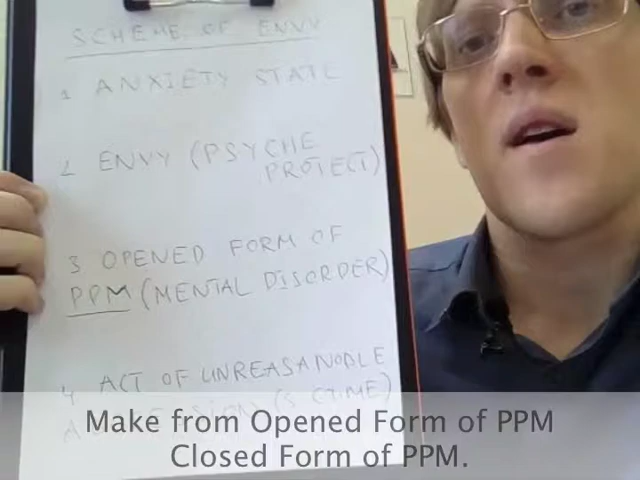 SCHEME OF ENVY
1 ANXIETY STATE
2 ENVY (PSYCHE
PROTECT)
3 OPENED FORM OF
PPM (MENTAL DISORDER)
4 ACT OF UNREASANODLE
Make from Opened Form of PPM
Closed Form of PPM.